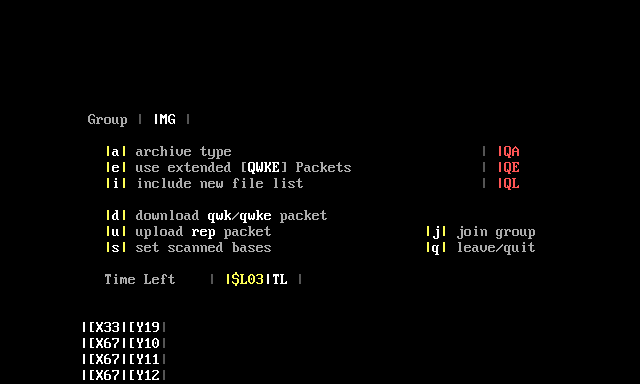 Group | |MG |
|a| archive type | |QA
|e| use extended [QWKE] Packets | |QE
|i| include new file list | |QL
|d| download qwk/qwke packet
|u| upload rep packet |j| join group
|s| set scanned bases |q| leave/quit
Time Left | |$L03|TL |
|[X33|[Y19|
|[X67|[Y10|
|[X67|[Y11|
|[X67|[Y12|